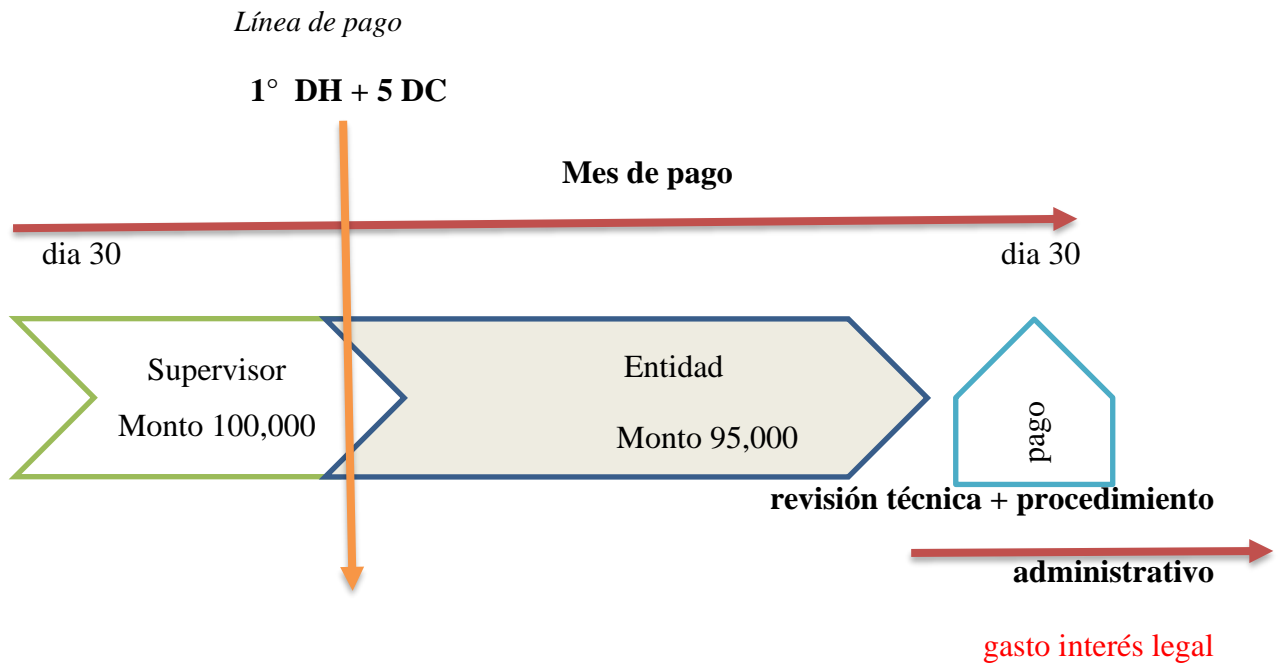 Línea de pago
1° DH + 5 DC
Mes de pago
dia 30
dia 30
Supervisor
Monto 100,000
Entidad
Monto 95,000
pago
revisión técnica + procedimiento
administrativo
gasto interés legal